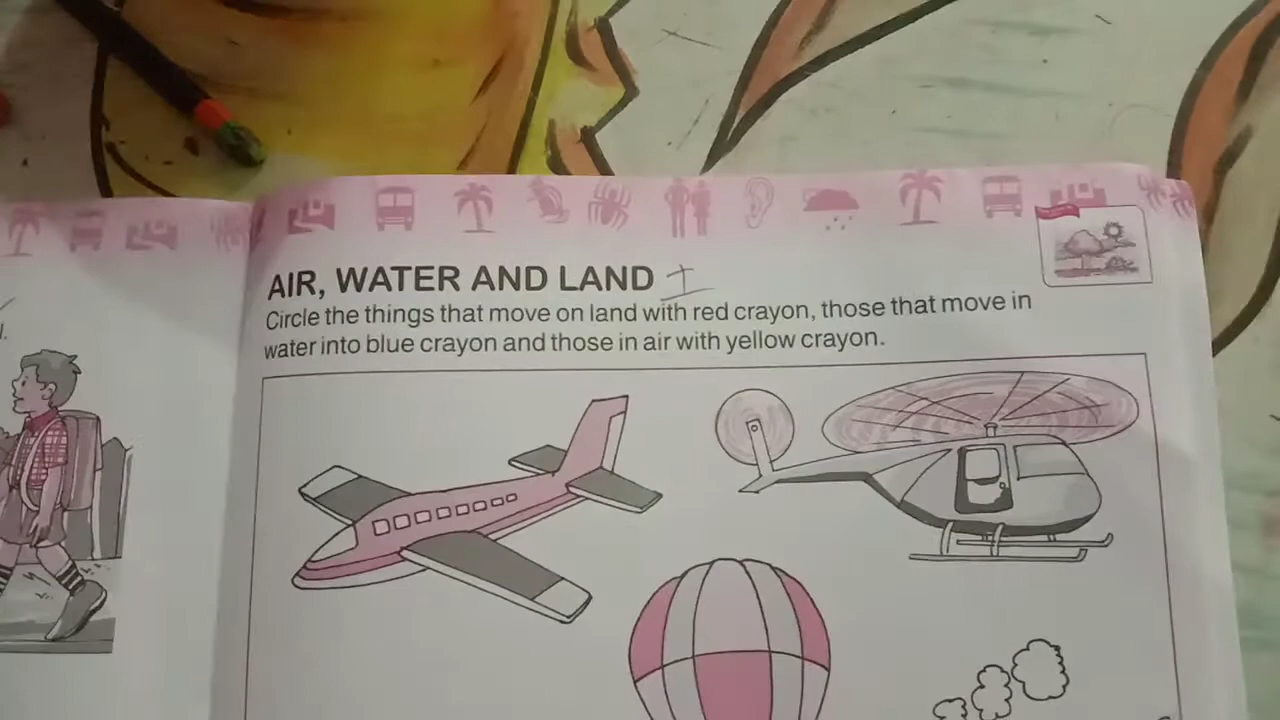 AIR, WATER AND LAND
Circle the things that move on land with red crayon, those that move in
water into blue crayon and those in air with yellow crayon.
l.